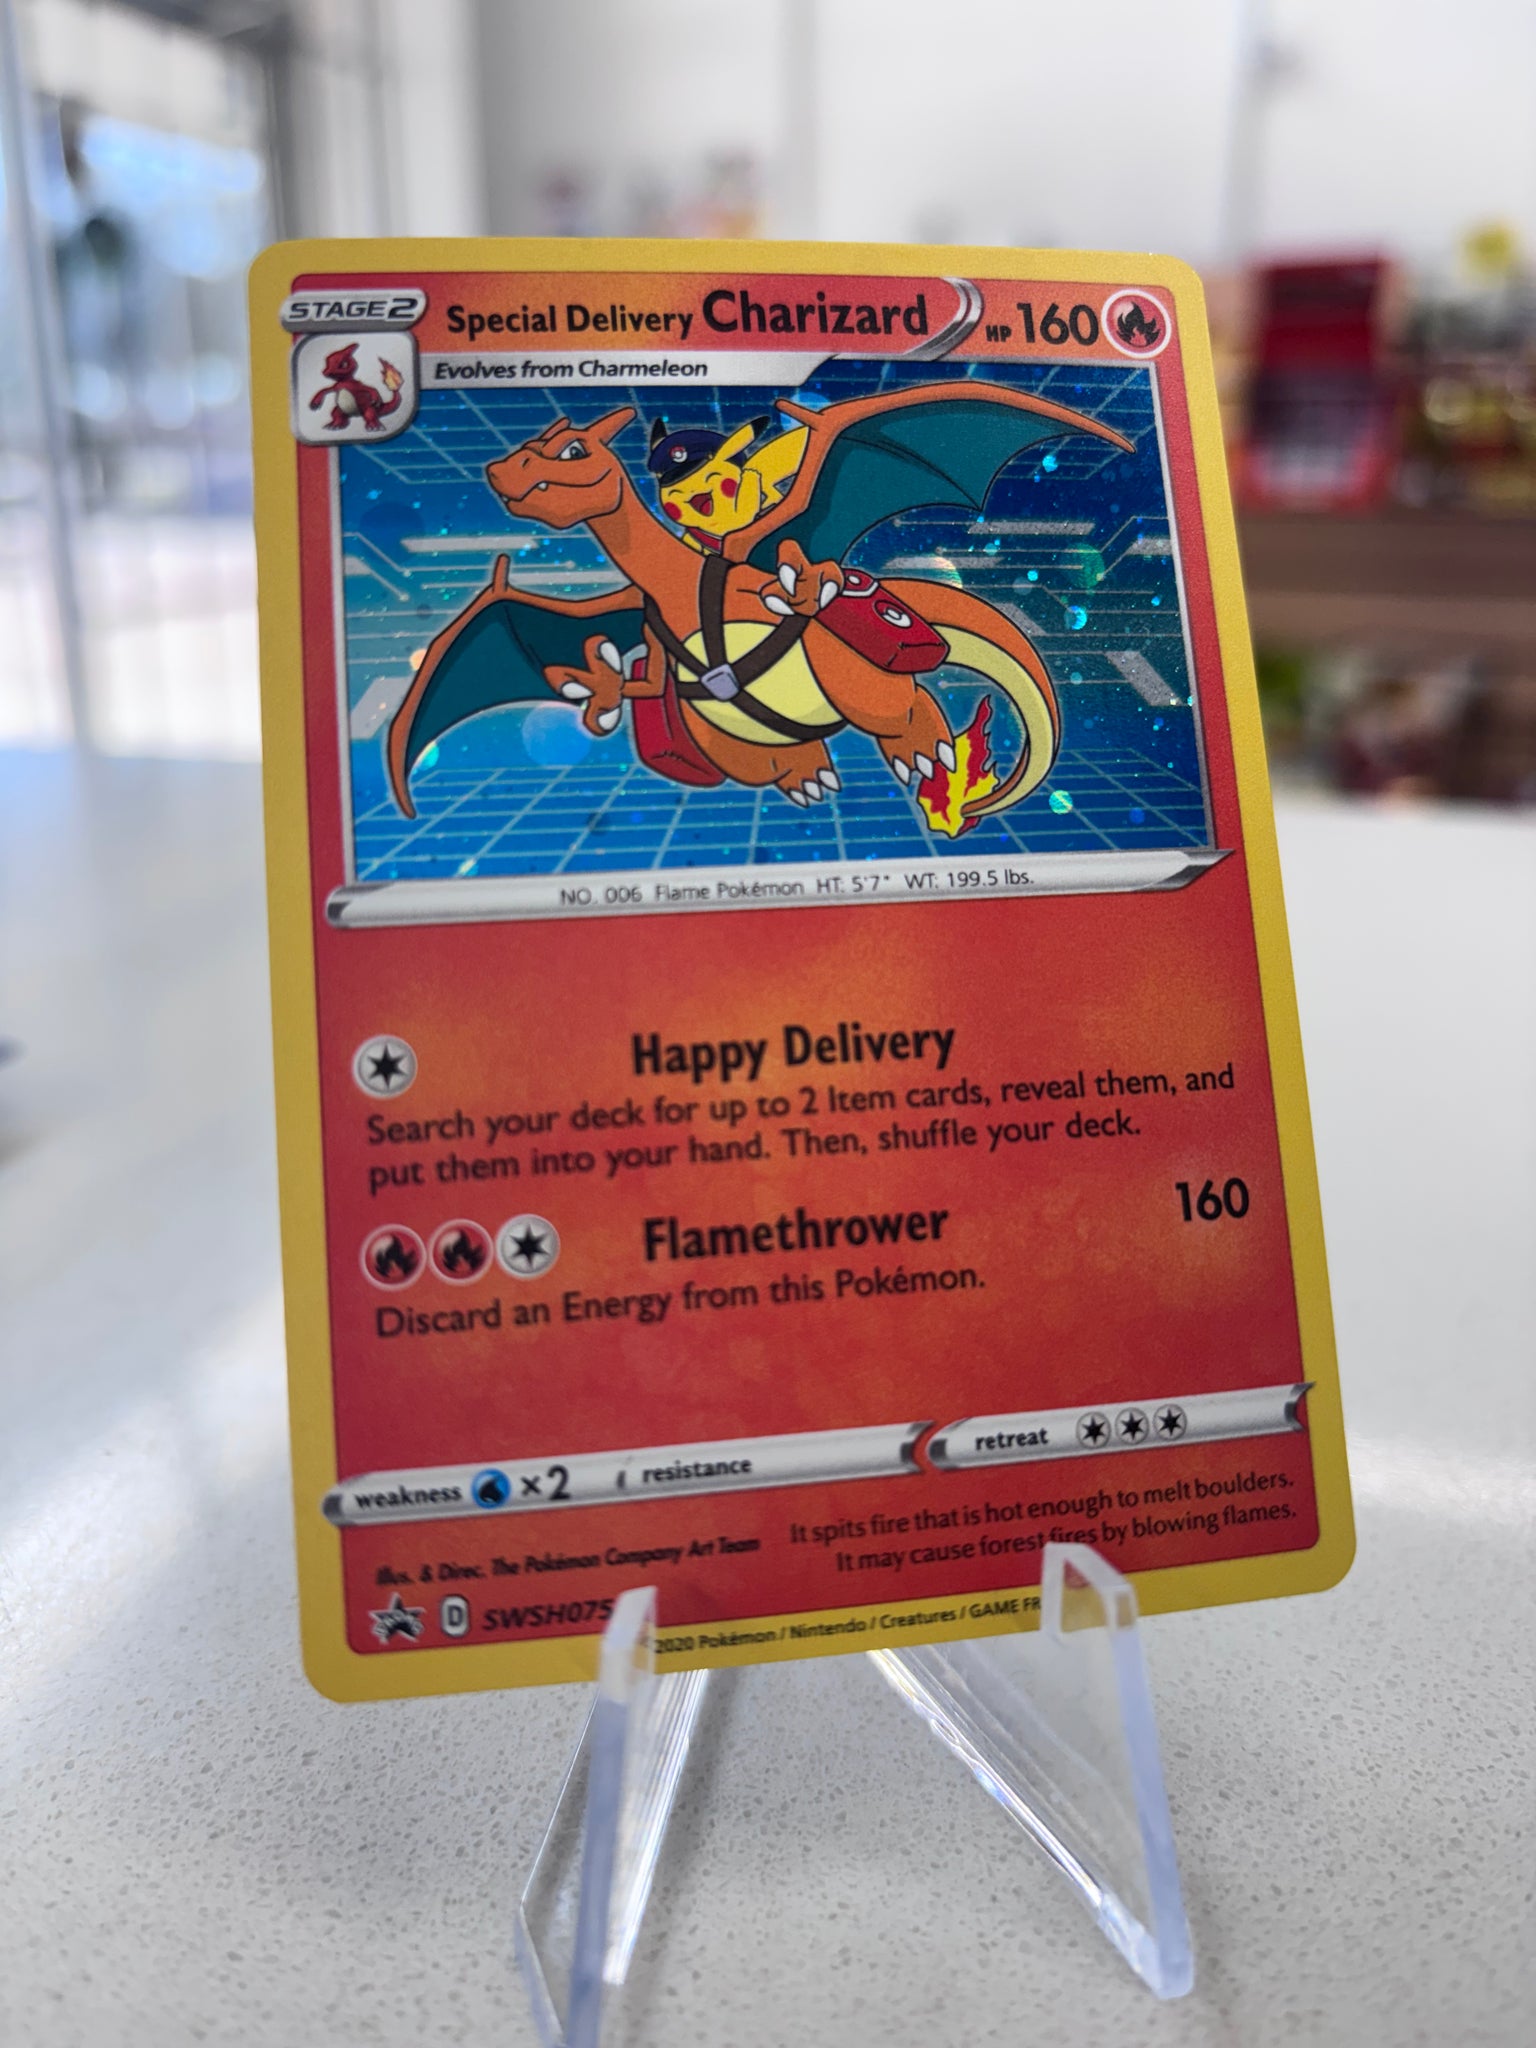 STAGE 2
Special Delivery Charizard HP 160
Evolves from Charmeleon
NO. 006 Flame Pokémon HT: 5'7" WT: 199.5 lbs.
Happy Delivery
Search your deck for up to 2 Item cards, reveal them, and
put them into your hand. Then, shuffle your deck.
Flamethrower 160
Discard an Energy from this Pokémon.
weakness ×2 resistance retreat
Illus. & Direc. The Pokémon Company Art Team
It spits fire that is hot enough to melt boulders.
It may cause forest fires by blowing flames.
D SWSH075
2020 Pokémon / Nintendo / Creatures / GAME FR